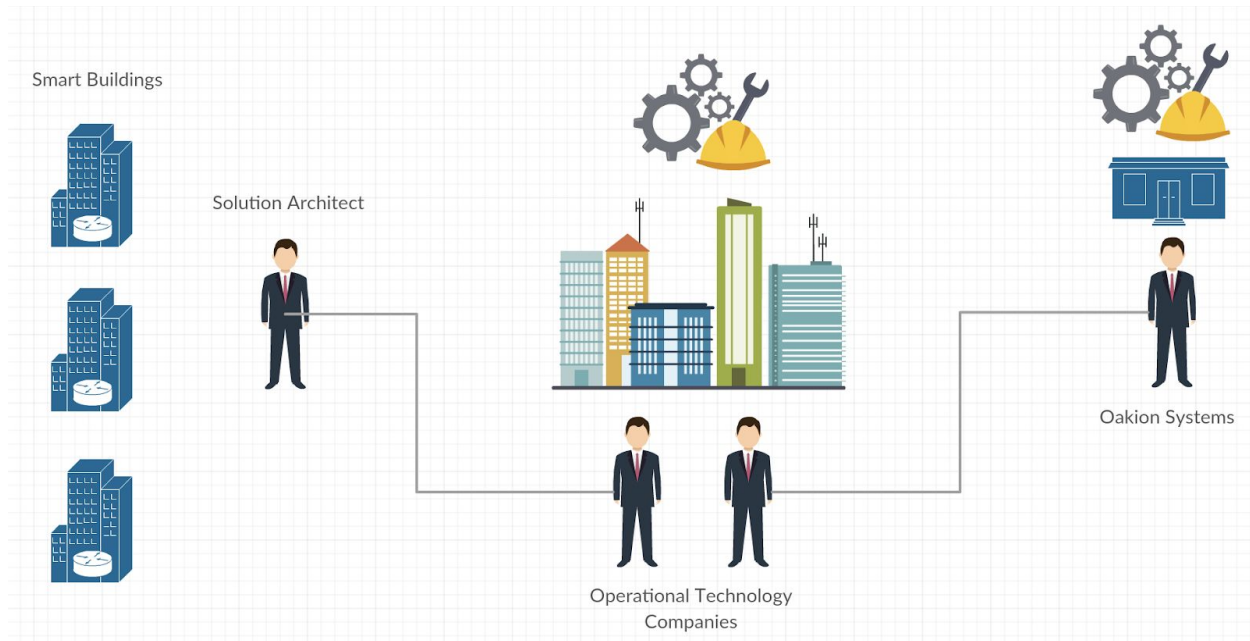 Smart Buildings
Solution Architect
Oakion Systems
Operational Technology
Companies